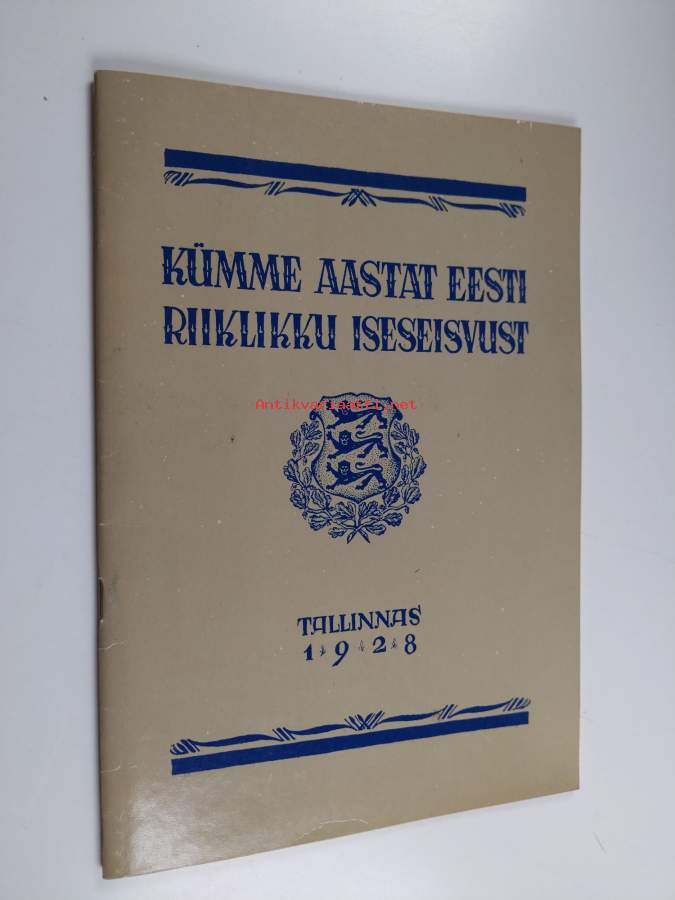 KÜMME AASTAT EESTI
RIIKLIKKU ISESEISVUST
Antikvariaatti.net
TALLINNAS
1928